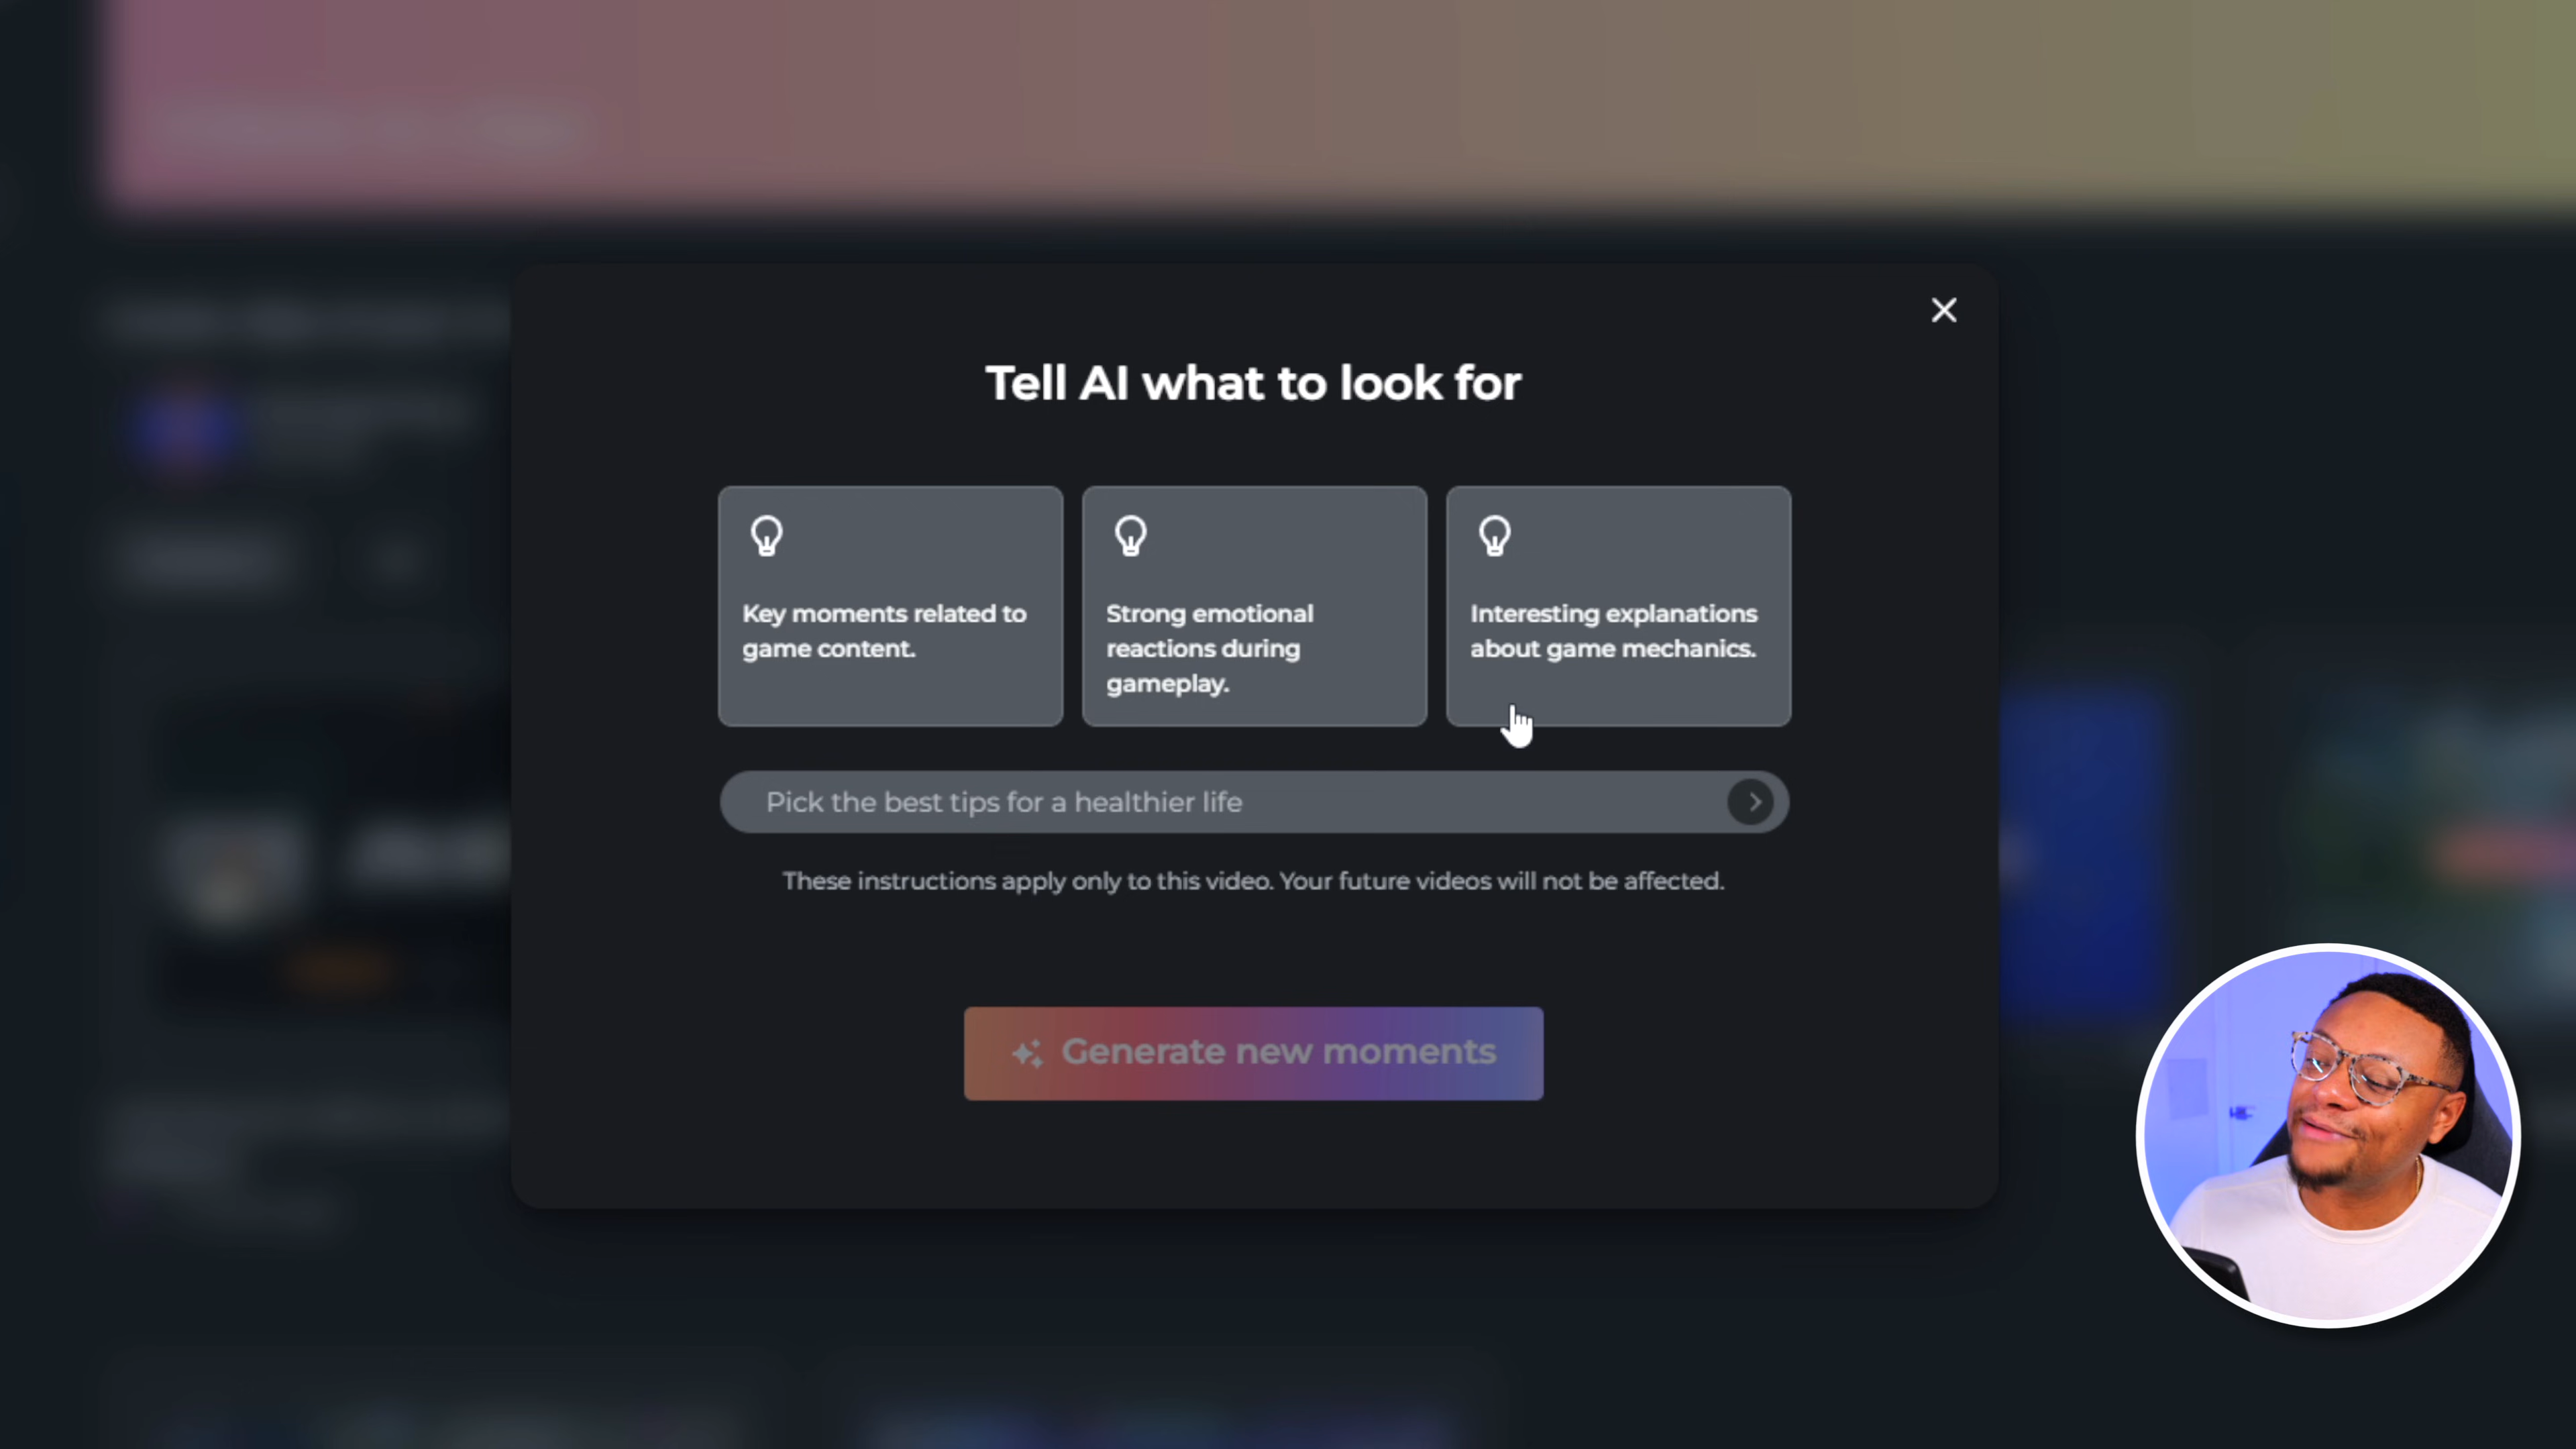 Tell AI what to look for
Key moments related to
game content.
Strong emotional
reactions during
gameplay.
Interesting explanations
about game mechanics.
Pick the best tips for a healthier life
These instructions apply only to this video. Your future videos will not be affected.
Generate new moments